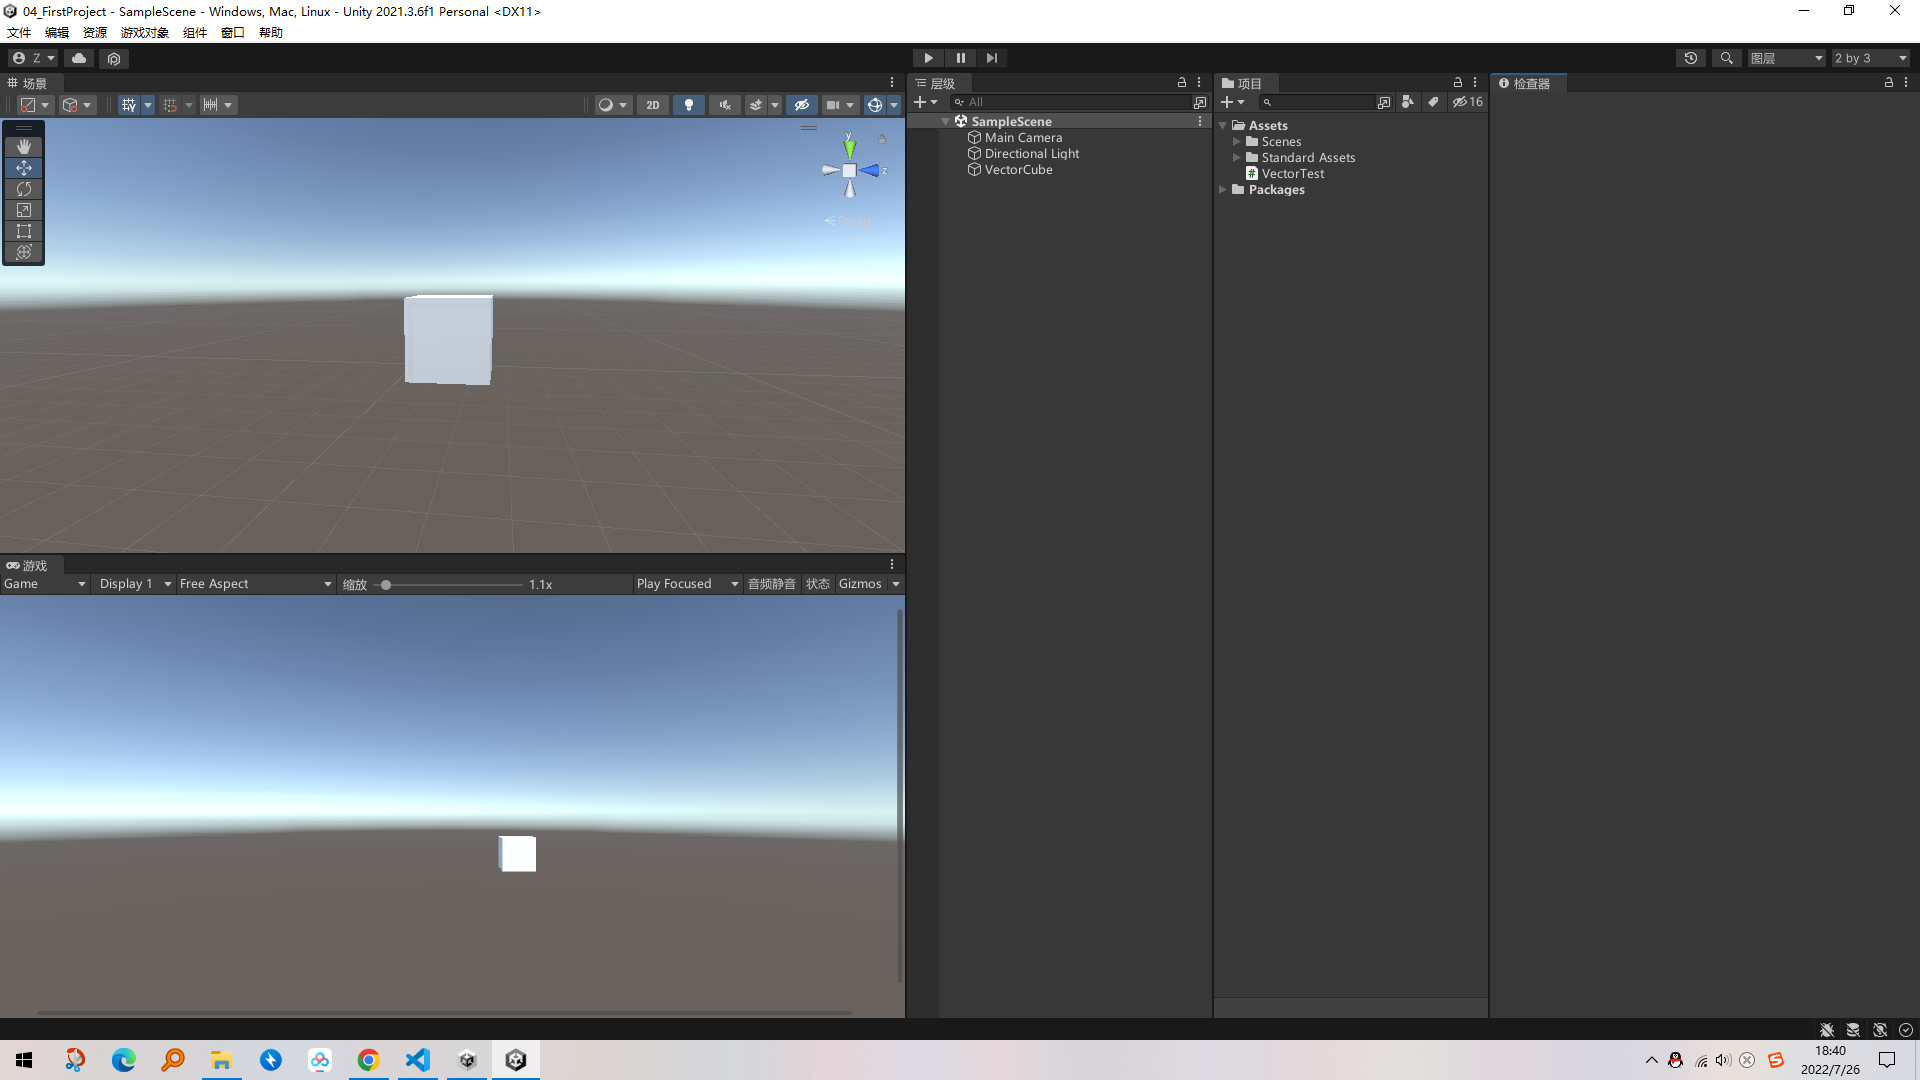 04_FirstProject - SampleScene - Windows, Mac, Linux - Unity 2021.3.6f1 Personal <DX11>
文件 编辑 资源 游戏对象 组件 窗口 帮助
Z
图层
2 by 3
场景
2D
y
z
Persp
层级
All
SampleScene
Main Camera
Directional Light
VectorCube
项目
16
Assets
Scenes
Standard Assets
VectorTest
Packages
检查器
游戏
Game Display 1 Free Aspect 缩放 1.1x Play Focused 音频静音 状态 Gizmos
18:40
2022/7/26